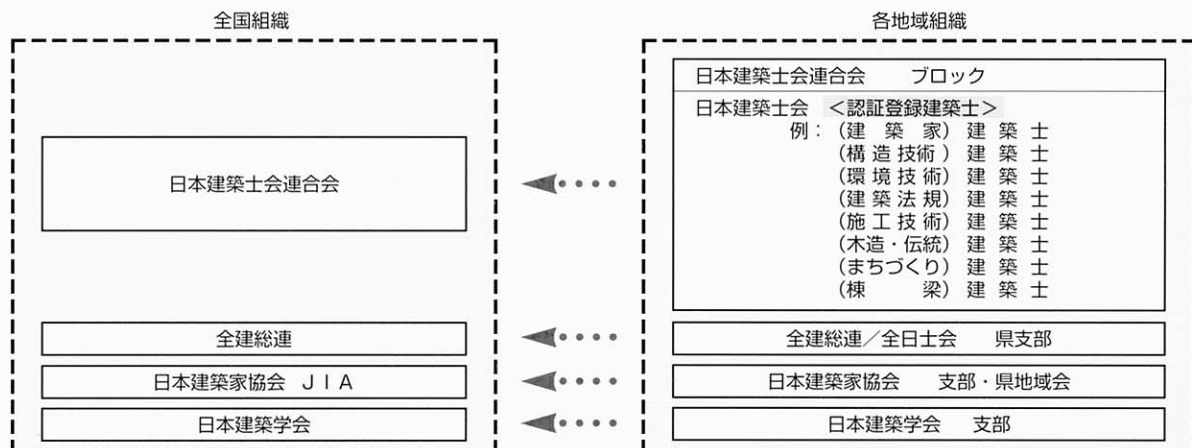 全国組織
各地域組織
日本建築士会連合会
全建総連
日本建築家協会 JIA
日本建築学会
日本建築士会連合会 ブロック
日本建築士会 <認証登録建築士>
例:(建築家)建築士
(構造技術)建築士
(環境技術)建築士
(建築法規)建築士
(施工技術)建築士
(木造・伝統)建築士
(まちづくり)建築士
(棟梁)建築士
全建総連/全日士会 県支部
日本建築家協会 支部・県地域会
日本建築学会 支部